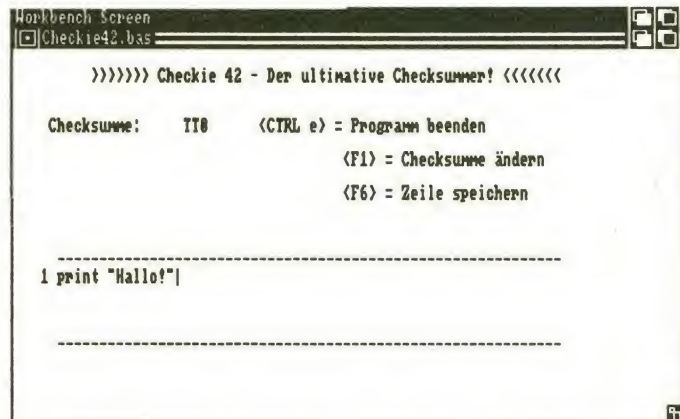 Workbench Screen
Checkie42.bas
>>>>>>> Checkie 42 - Der ultimative Checksummer! <<<<<<<
Checksumme: TT0 <CTRL e> = Programm beenden
<F1> = Checksumme ändern
<F6> = Zeile speichern
------------------------------------------------------------
1 print "Hallo!"|
------------------------------------------------------------